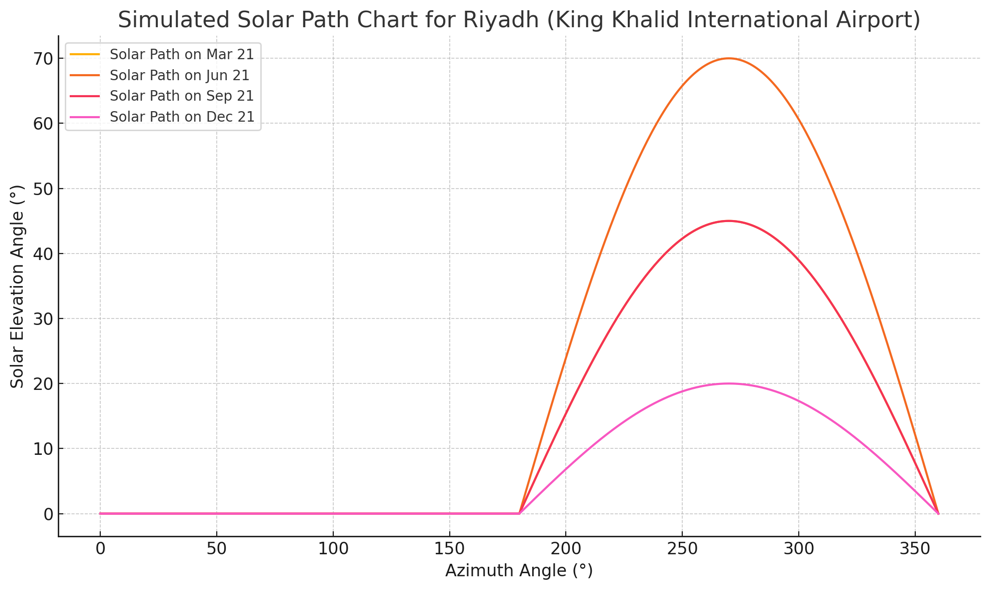 Simulated Solar Path Chart for Riyadh (King Khalid International Airport)
Solar Path on Mar 21
Solar Path on Jun 21
Solar Path on Sep 21
Solar Path on Dec 21
Solar Elevation Angle (°)
70
60
50
40
30
20
10
0
0 50 100 150 200 250 300 350
Azimuth Angle (°)